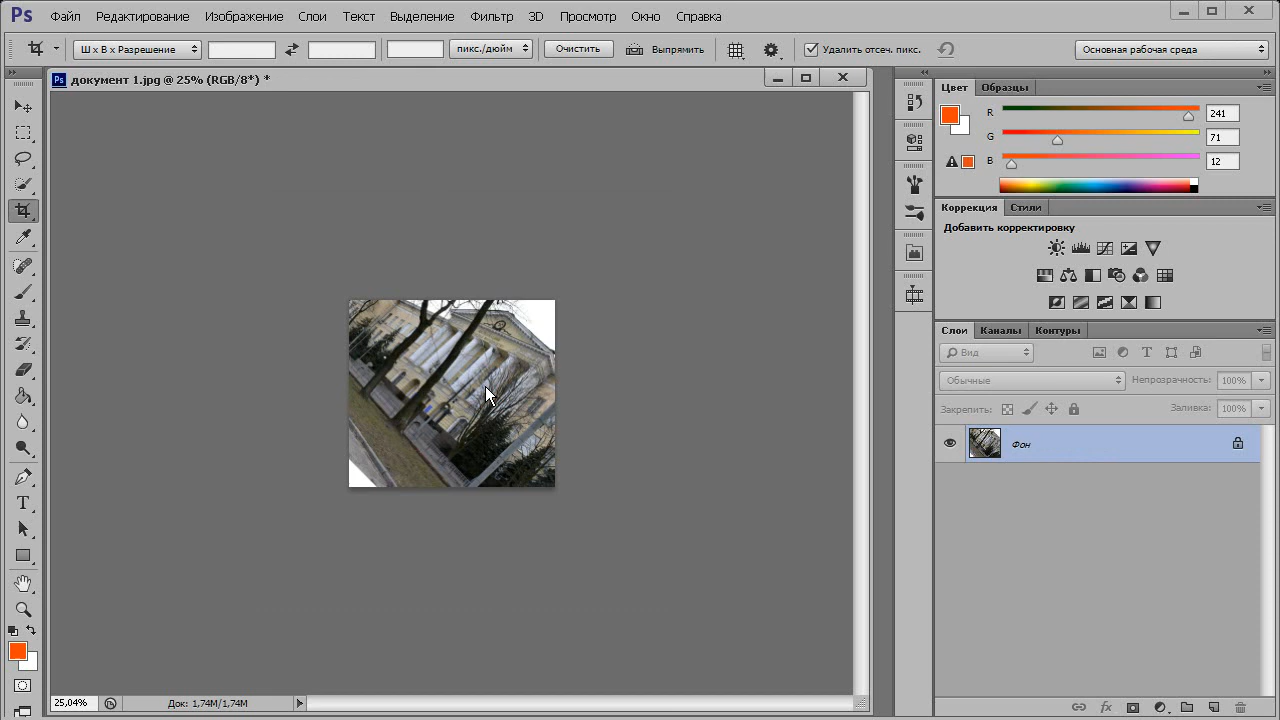 Ps Файл Редактирование Изображение Слои Текст Выделение Фильтр 3D Просмотр Окно Справка
Ш x В x Разрешение пикс./дюйм Очистить Выпрямить Удалить отсеч. пикс. Основная рабочая среда
Ps документ 1.jpg @ 25% (RGB/8*) *
Цвет Образцы
R 241
G 71
B 12
Коррекция Стили
Добавить корректировку
Слои Каналы Контуры
Вид T
Обычные Непрозрачность: 100%
Закрепить: Заливка: 100%
Фон
T
fx
25,04% Док: 1,74M/1,74M